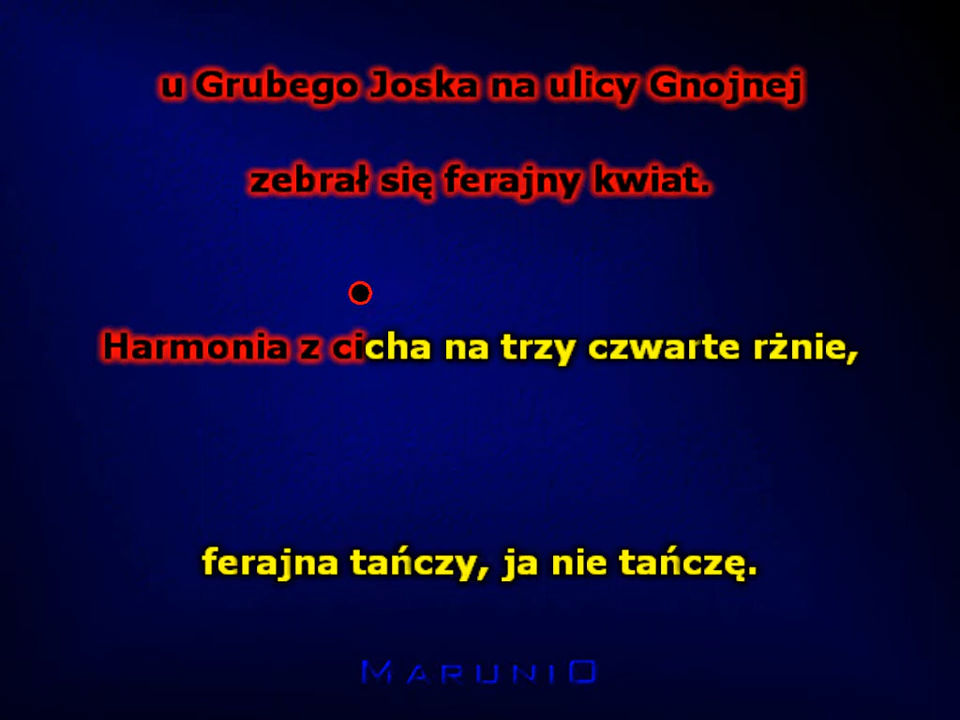 u Grubego Joska na ulicy Gnojnej
zebrał się ferajny kwiat.
Harmonia z cicha na trzy czwarte rżnie,
ferajna tańczy, ja nie tańczę.
MARUNIO